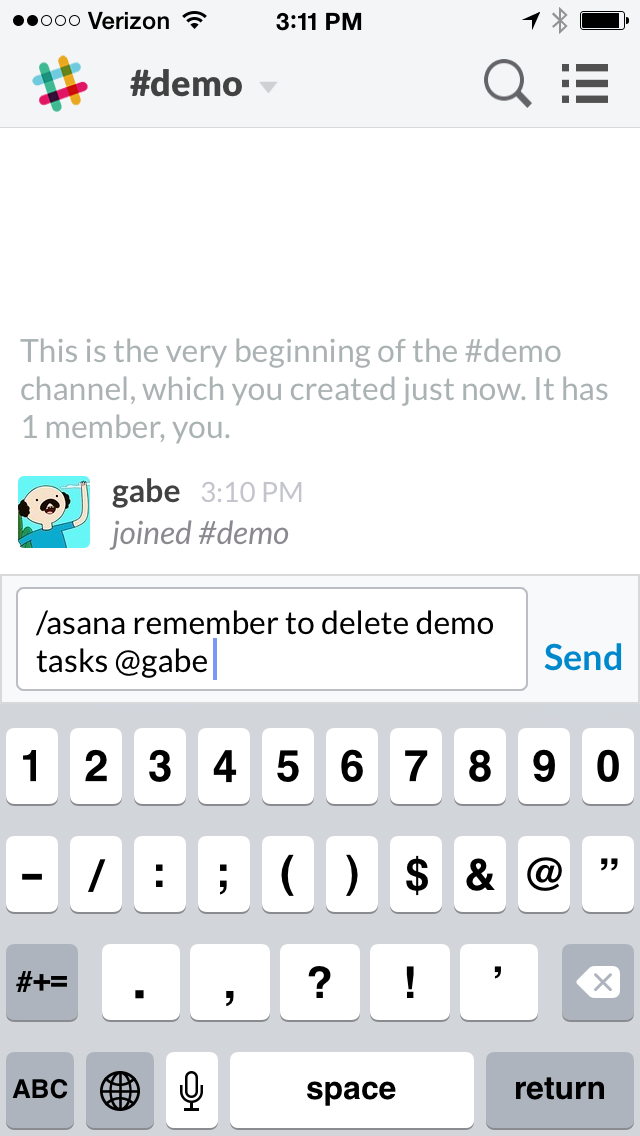 Verizon 3:11 PM
#demo
This is the very beginning of the #demo
channel, which you created just now. It has
1 member, you.
gabe 3:10 PM
joined #demo
/asana remember to delete demo
tasks @gabe
Send
1 2 3 4 5 6 7 8 9 0
- / : ; ( ) $ & @ ”
#+= . , ? ! ’
ABC space return